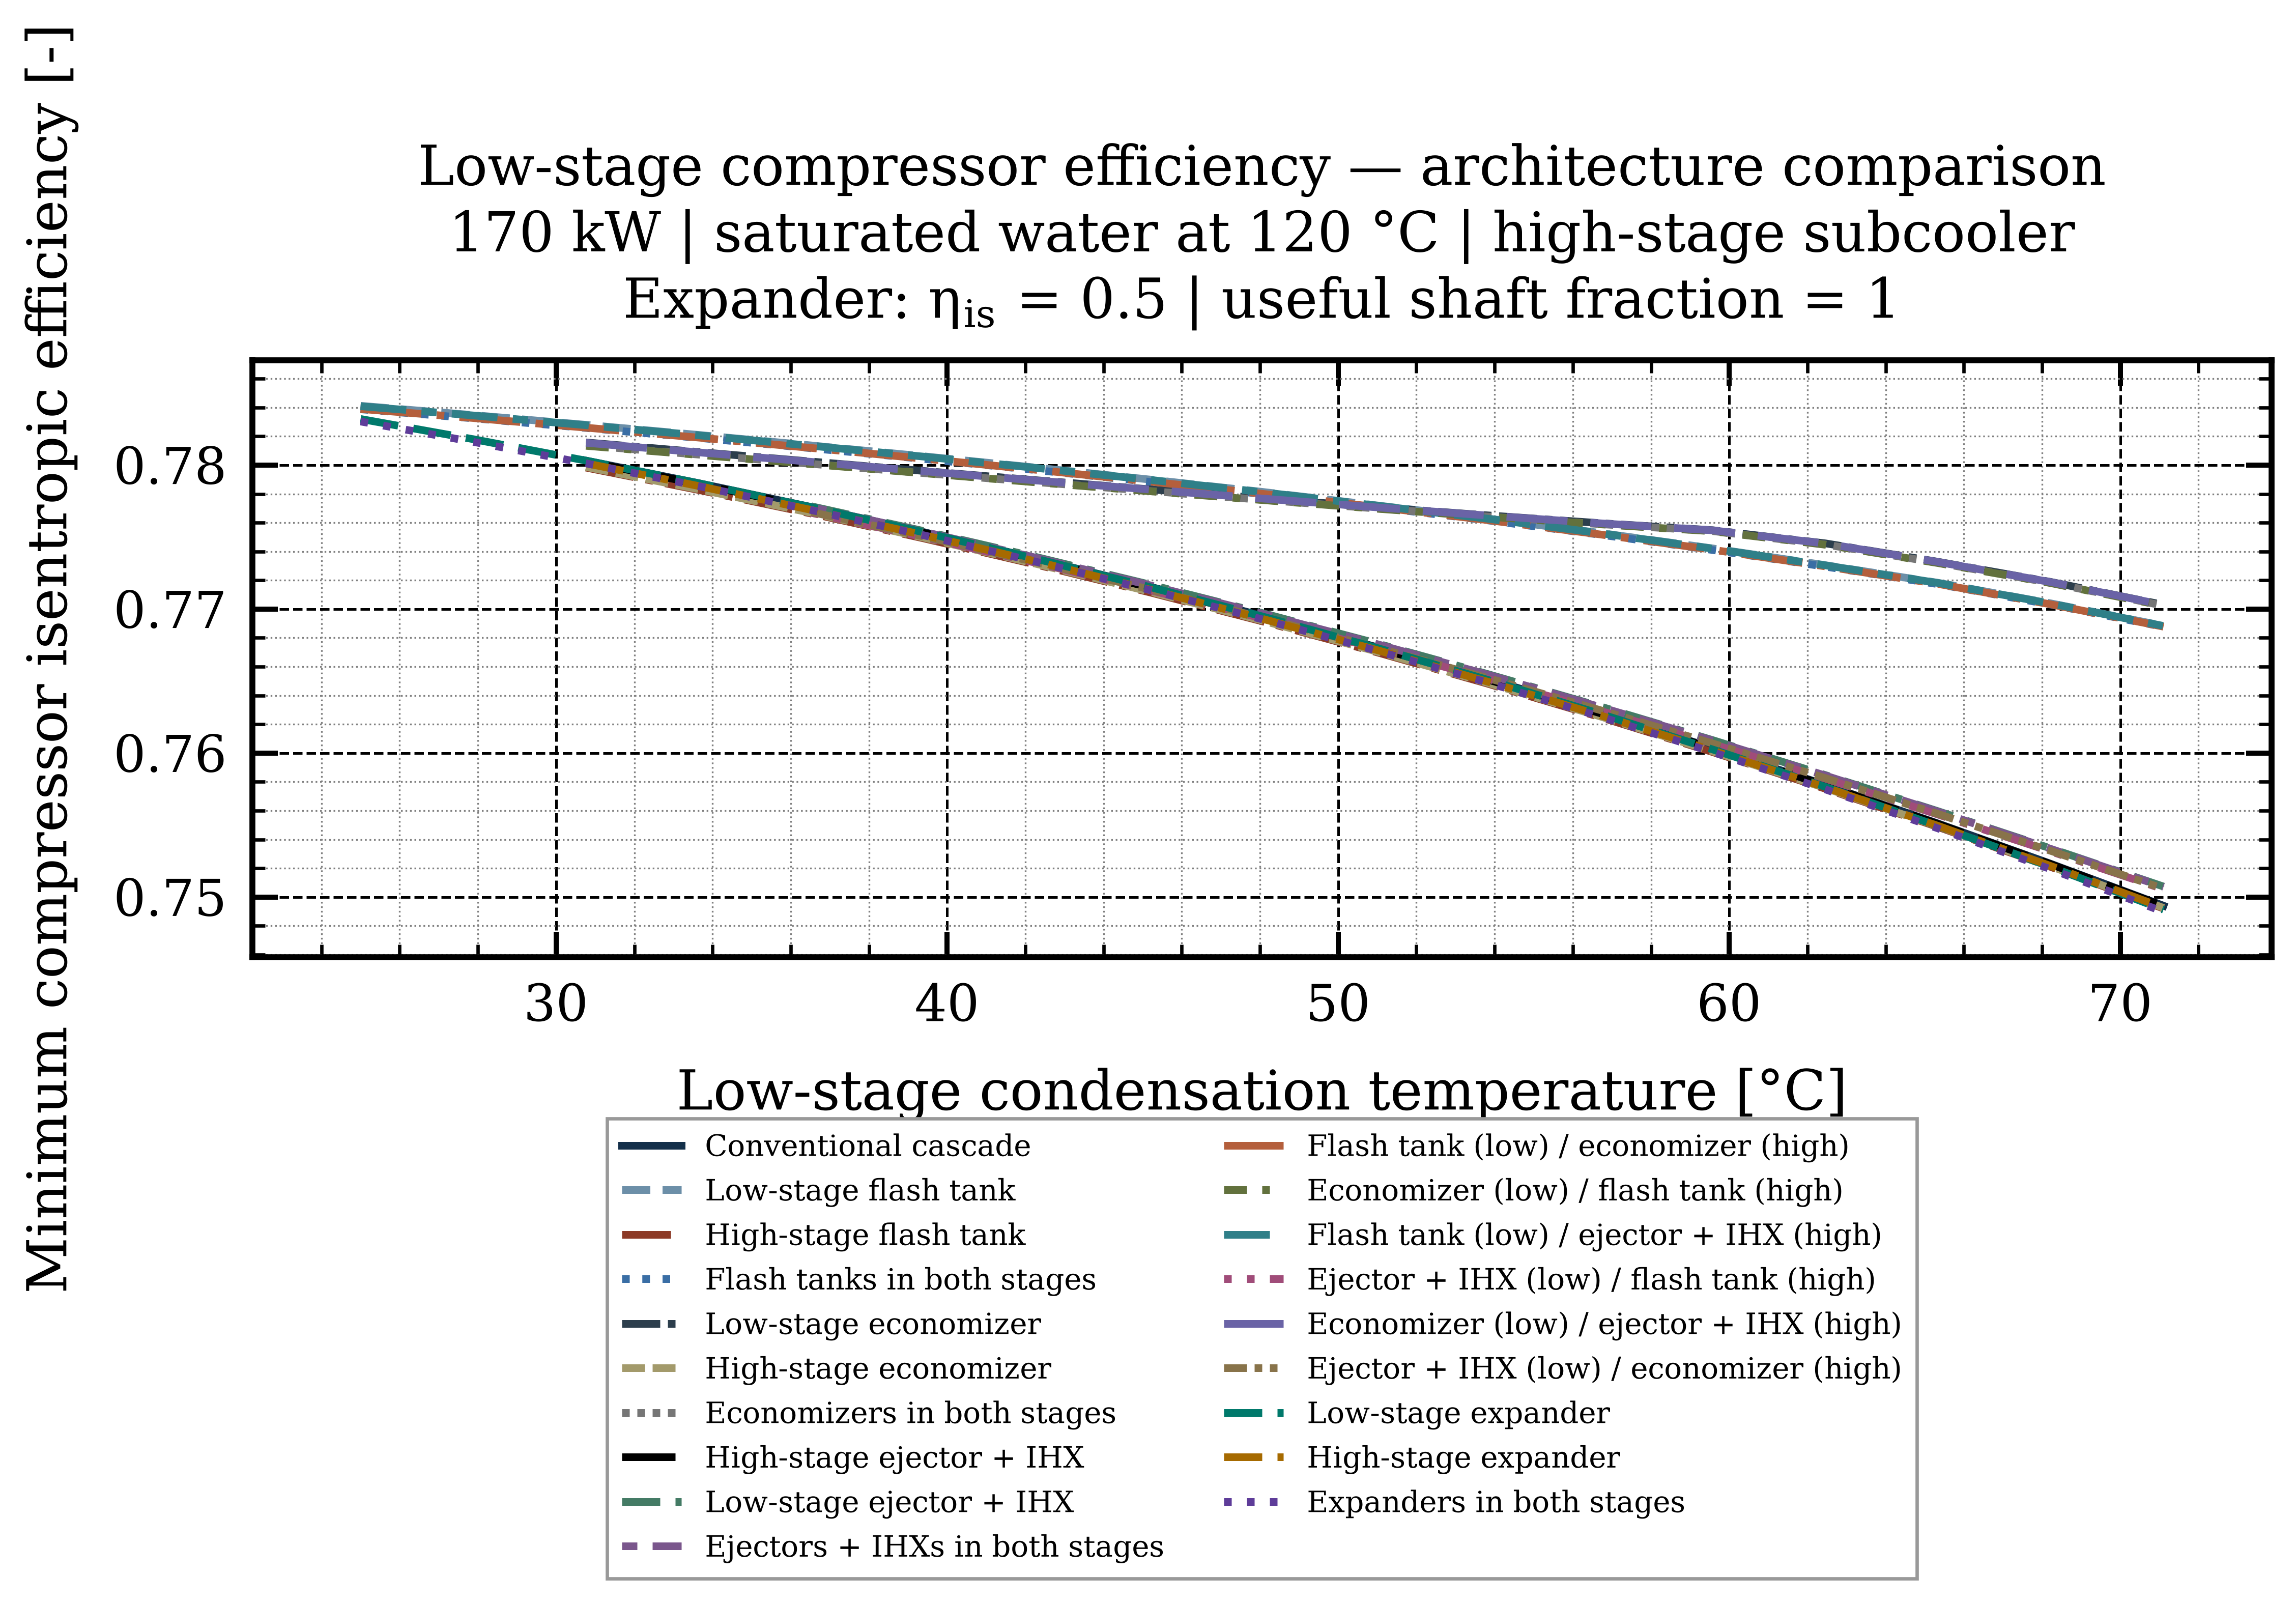 Low-stage compressor efficiency — architecture comparison
170 kW | saturated water at 120 °C | high-stage subcooler
Expander: ηis = 0.5 | useful shaft fraction = 1
Minimum compressor isentropic efficiency [-]
0.78
0.77
0.76
0.75
30 40 50 60 70
Low-stage condensation temperature [°C]
Conventional cascade
Low-stage flash tank
High-stage flash tank
Flash tanks in both stages
Low-stage economizer
High-stage economizer
Economizers in both stages
High-stage ejector + IHX
Low-stage ejector + IHX
Ejectors + IHXs in both stages
Flash tank (low) / economizer (high)
Economizer (low) / flash tank (high)
Flash tank (low) / ejector + IHX (high)
Ejector + IHX (low) / flash tank (high)
Economizer (low) / ejector + IHX (high)
Ejector + IHX (low) / economizer (high)
Low-stage expander
High-stage expander
Expanders in both stages